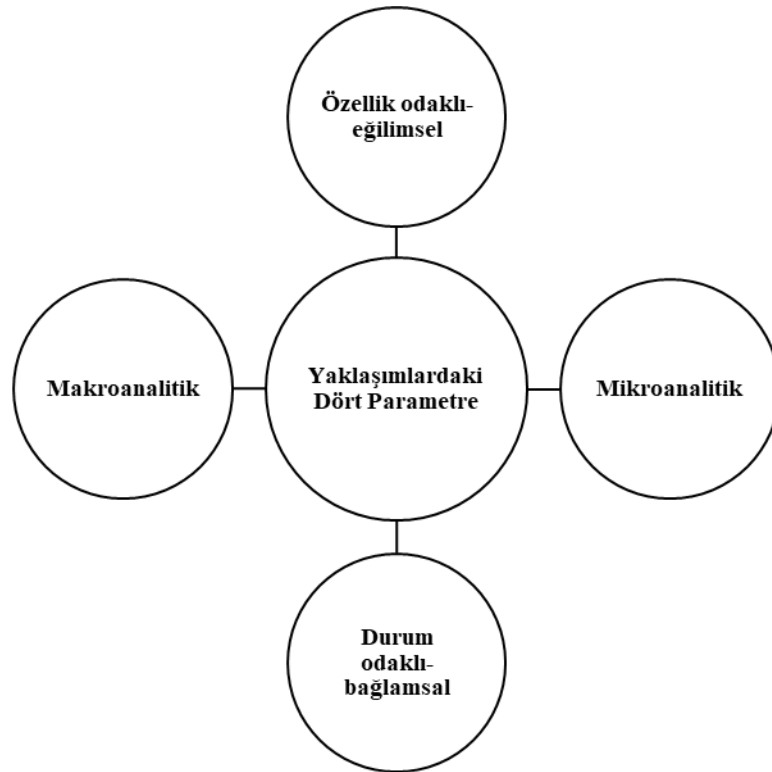 Özellik odaklı-
eğilimsel
Makroanalitik
Yaklaşımlardaki
Dört Parametre
Mikroanalitik
Durum
odaklı-
bağlamsal